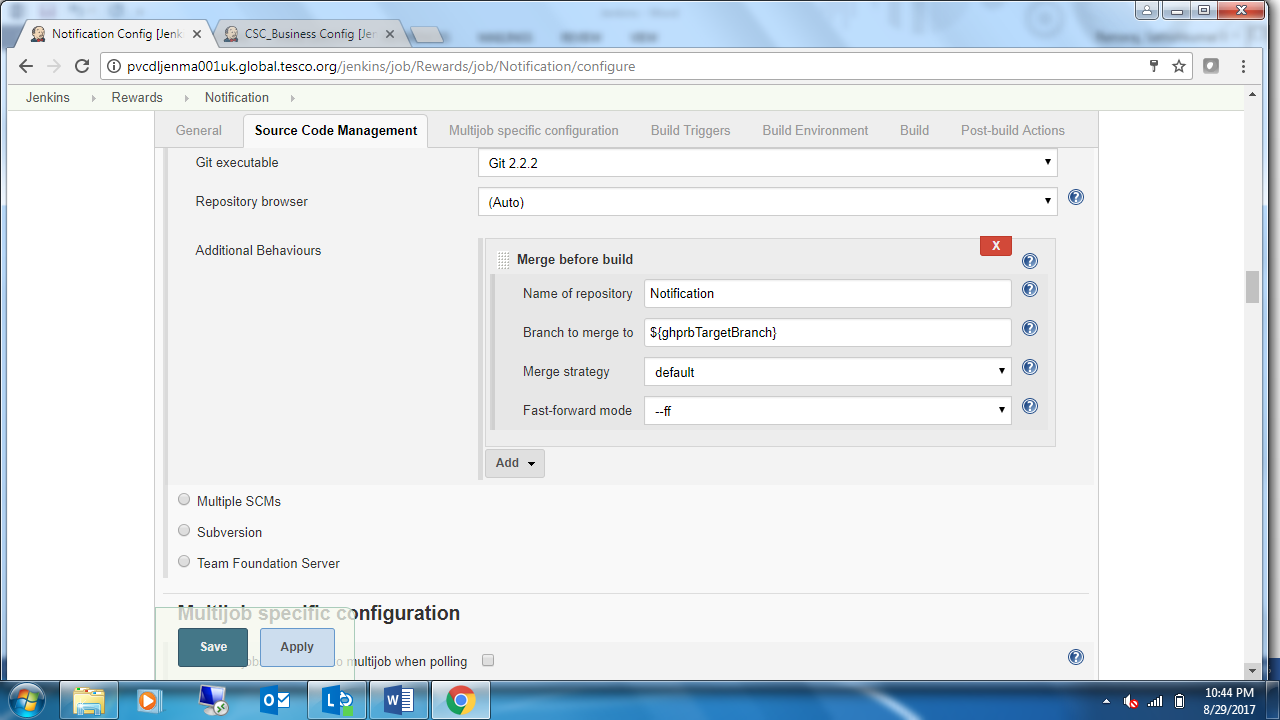 Notification Config [Jenk
CSC_Business Config [Jen
pvcdljenma001uk.global.tesco.org/jenkins/job/Rewards/job/Notification/configure
Jenkins
Rewards
Notification
General
Source Code Management
Multijob specific configuration
Build Triggers
Build Environment
Build
Post-build Actions
Git executable
Git 2.2.2
Repository browser
(Auto)
Additional Behaviours
X
Merge before build
Name of repository
Notification
Branch to merge to
${ghprbTargetBranch}
Merge strategy
default
Fast-forward mode
--ff
Add
Multiple SCMs
Subversion
Team Foundation Server
Multijob specific configuration
Save
Apply
multijob when polling
10:44 PM
8/29/2017